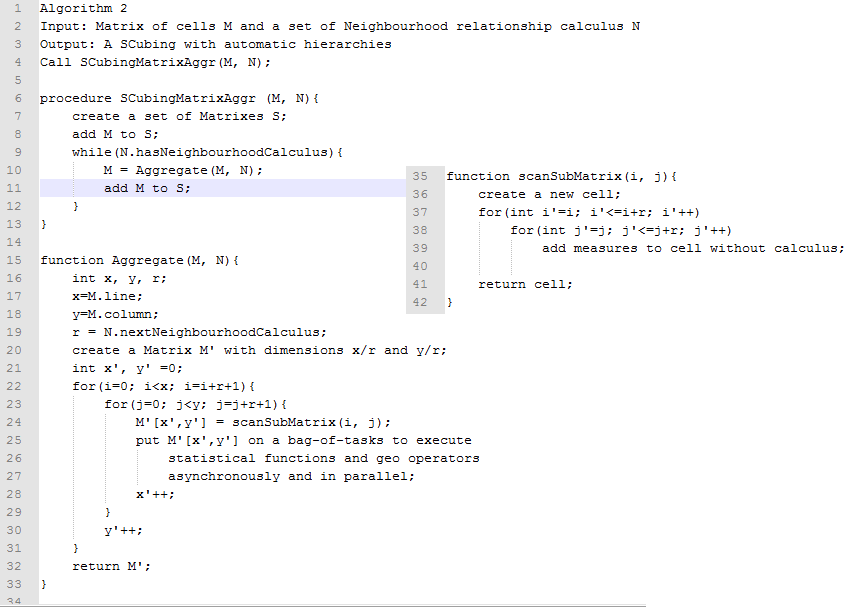 1 Algorithm 2
2 Input: Matrix of cells M and a set of Neighbourhood relationship calculus N
3 Output: A SCubing with automatic hierarchies
4 Call SCubingMatrixAggr(M, N);
5
6 procedure SCubingMatrixAggr (M, N){
7 create a set of Matrixes S;
8 add M to S;
9 while(N.hasNeighbourhoodCalculus){
10 M = Aggregate(M, N);
11 add M to S;
12 }
13 }
14
15 function Aggregate(M, N){
16 int x, y, r;
17 x=M.line;
18 y=M.column;
19 r = N.nextNeighbourhoodCalculus;
20 create a Matrix M' with dimensions x/r and y/r;
21 int x', y' =0;
22 for(i=0; i<x; i=i+r+1){
23 for(j=0; j<y; j=j+r+1){
24 M'[x',y'] = scanSubMatrix(i, j);
25 put M'[x',y'] on a bag-of-tasks to execute
26 statistical functions and geo operators
27 asynchronously and in parallel;
28 x'++;
29 }
30 y'++;
31 }
32 return M';
33 }
34
35 function scanSubMatrix(i, j){
36 create a new cell;
37 for(int i'=i; i'<=i+r; i'++)
38 for(int j'=j; j'<=j+r; j'++)
39 add measures to cell without calculus;
40
41 return cell;
42 }